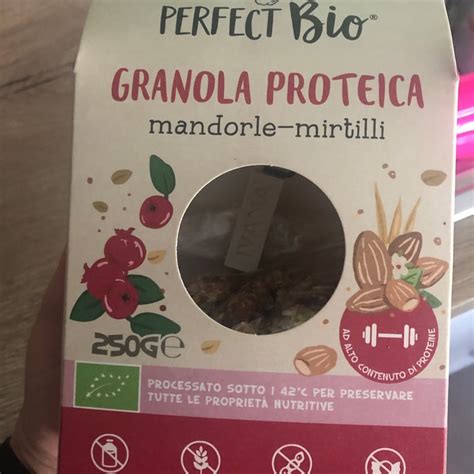 PERFECT Bio®
GRANOLA PROTEICA
mandorle-mirtilli
250G℮
AD ALTO CONTENUTO DI PROTEINE
PROCESSATO SOTTO I 42°C PER PRESERVARE
TUTTE LE PROPRIETÀ NUTRITIVE